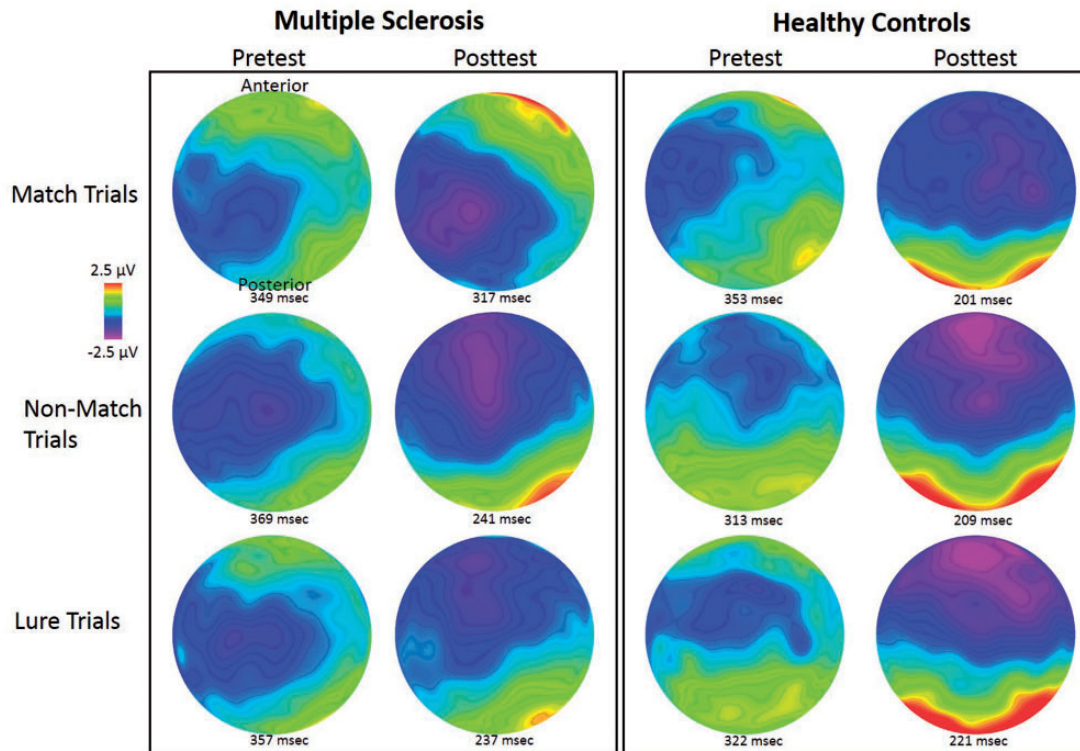 Multiple Sclerosis
Healthy Controls
Pretest
Posttest
Pretest
Posttest
Anterior
Match Trials
2.5 µV
-2.5 µV
Posterior
349 msec
317 msec
353 msec
201 msec
Non-Match
Trials
369 msec
241 msec
313 msec
209 msec
Lure Trials
357 msec
237 msec
322 msec
221 msec